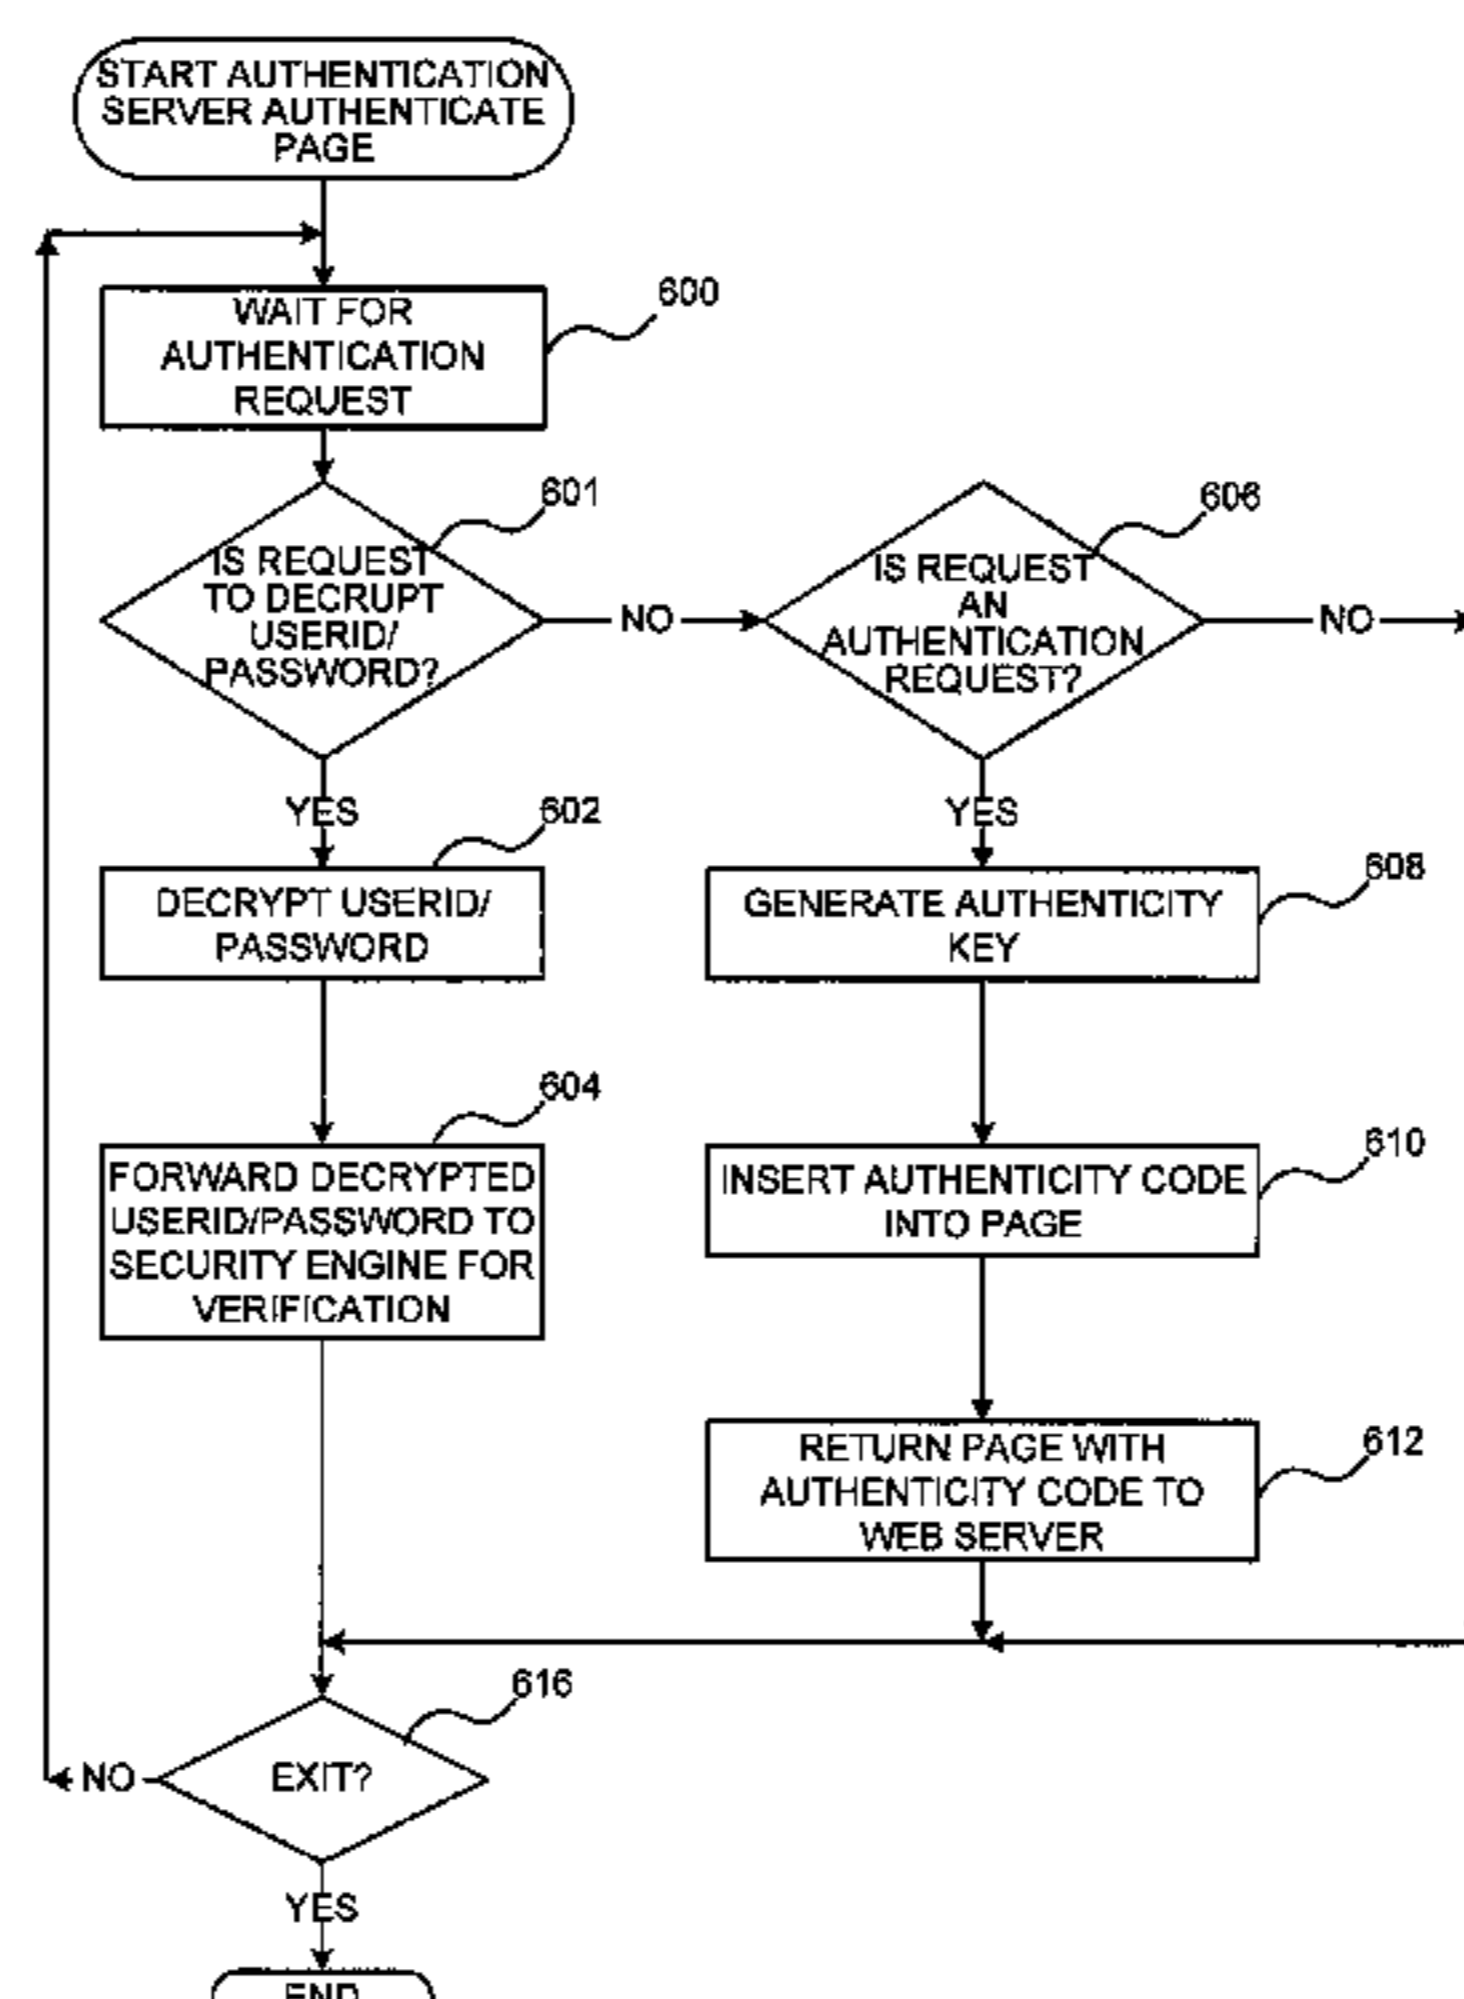 START AUTHENTICATION
SERVER AUTHENTICATE
PAGE
WAIT FOR
AUTHENTICATION
REQUEST
600
IS REQUEST
TO DECRUPT
USERID/
PASSWORD?
601
NO
IS REQUEST
AN
AUTHENTICATION
REQUEST?
606
NO
YES
YES
DECRYPT USERID/
PASSWORD
602
GENERATE AUTHENTICITY
KEY
608
FORWARD DECRYPTED
USERID/PASSWORD TO
SECURITY ENGINE FOR
VERIFICATION
604
INSERT AUTHENTICITY CODE
INTO PAGE
610
RETURN PAGE WITH
AUTHENTICITY CODE TO
WEB SERVER
612
EXIT?
616
NO
YES
END